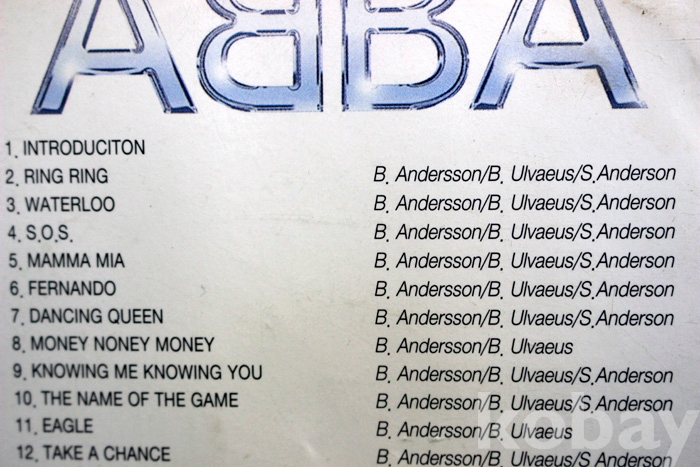 ABBA
1. INTRODUCITON
2. RING RING B. Andersson/B. Ulvaeus/S.Anderson
3. WATERLOO B. Andersson/B. Ulvaeus/S.Anderson
4. S.O.S. B. Andersson/B. Ulvaeus/S.Anderson
5. MAMMA MIA B. Andersson/B. Ulvaeus/S.Anderson
6. FERNANDO B. Andersson/B. Ulvaeus/S.Anderson
7. DANCING QUEEN B. Andersson/B. Ulvaeus/S.Anderson
8. MONEY NONEY MONEY B. Andersson/B. Ulvaeus
9. KNOWING ME KNOWING YOU B. Andersson/B. Ulvaeus/S.Anderson
10. THE NAME OF THE GAME B. Andersson/B. Ulvaeus/S.Anderson
11. EAGLE B. Andersson/B. Ulvaeus
12. TAKE A CHANCE B. Andersson/B. Ulvaeus/S.Anderson
kobay